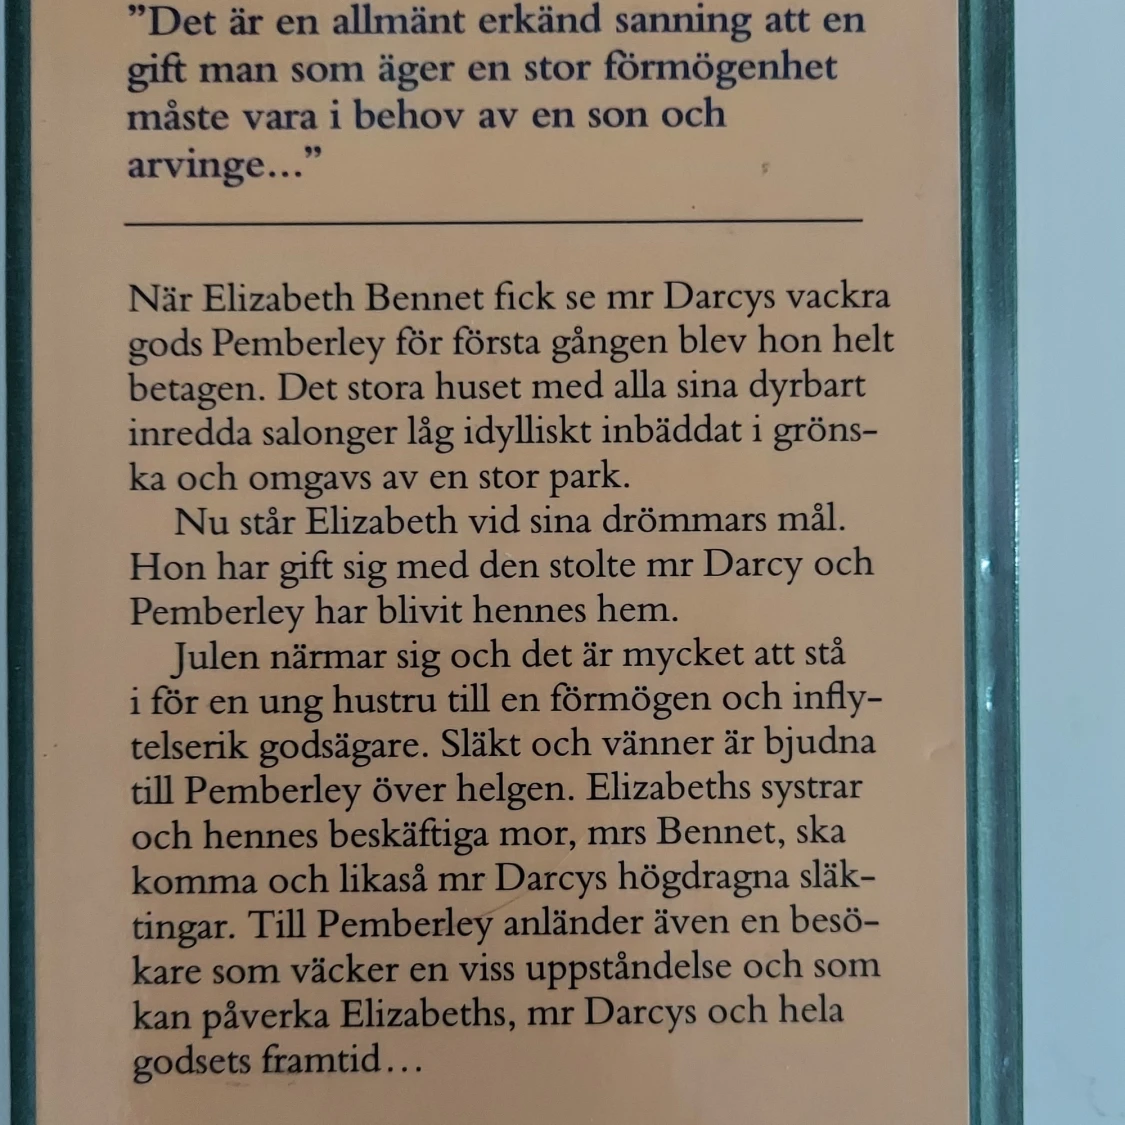 ”Det är en allmänt erkänd sanning att en
gift man som äger en stor förmögenhet
måste vara i behov av en son och
arvinge...”
När Elizabeth Bennet fick se mr Darcys vackra
gods Pemberley för första gången blev hon helt
betagen. Det stora huset med alla sina dyrbart
inredda salonger låg idylliskt inbäddat i gröns-
ka och omgavs av en stor park.
Nu står Elizabeth vid sina drömmars mål.
Hon har gift sig med den stolte mr Darcy och
Pemberley har blivit hennes hem.
Julen närmar sig och det är mycket att stå
i för en ung hustru till en förmögen och infly-
telserik godsägare. Släkt och vänner är bjudna
till Pemberley över helgen. Elizabeths systrar
och hennes beskäftiga mor, mrs Bennet, ska
komma och likaså mr Darcys högdragna släk-
tingar. Till Pemberley anländer även en besö-
kare som väcker en viss uppståndelse och som
kan påverka Elizabeths, mr Darcys och hela
godsets framtid...